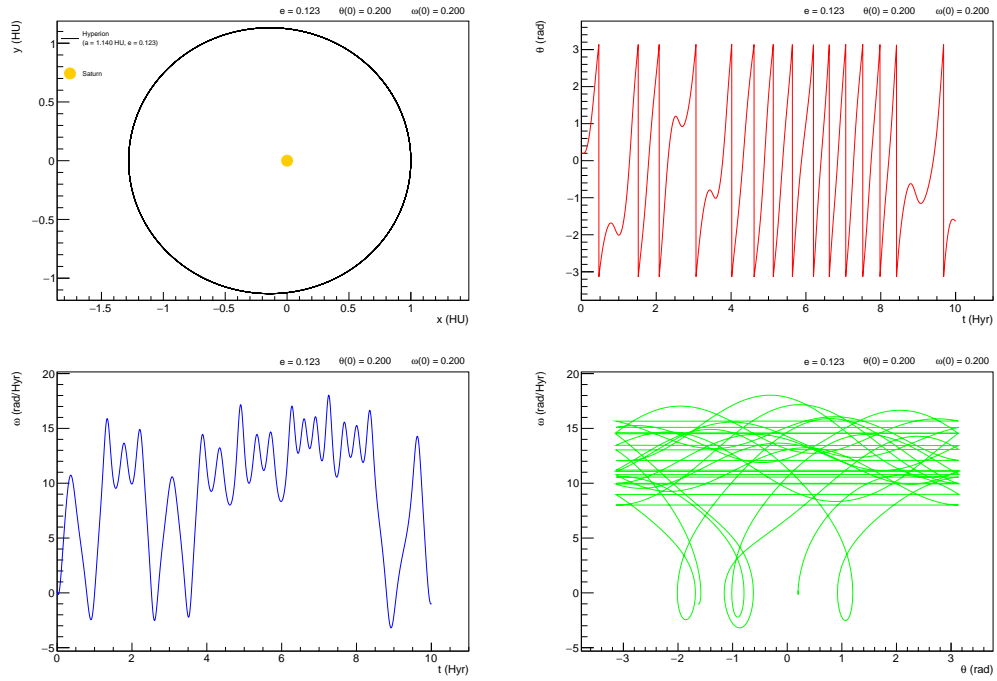 e = 0.123 θ(0) = 0.200 ω(0) = 0.200
y (HU)
1
0.5
0
−0.5
−1
Hyperion
(a = 1.140 HU, e = 0.123)
Saturn
−1.5 −1 −0.5 0 0.5 1
x (HU)
e = 0.123 θ(0) = 0.200 ω(0) = 0.200
θ (rad)
3
2
1
0
−1
−2
−3
0 2 4 6 8 10
t (Hyr)
e = 0.123 θ(0) = 0.200 ω(0) = 0.200
ω (rad/Hyr)
20
15
10
5
0
−5
0 2 4 6 8 10
t (Hyr)
e = 0.123 θ(0) = 0.200 ω(0) = 0.200
ω (rad/Hyr)
20
15
10
5
0
−5
−3 −2 −1 0 1 2 3
θ (rad)